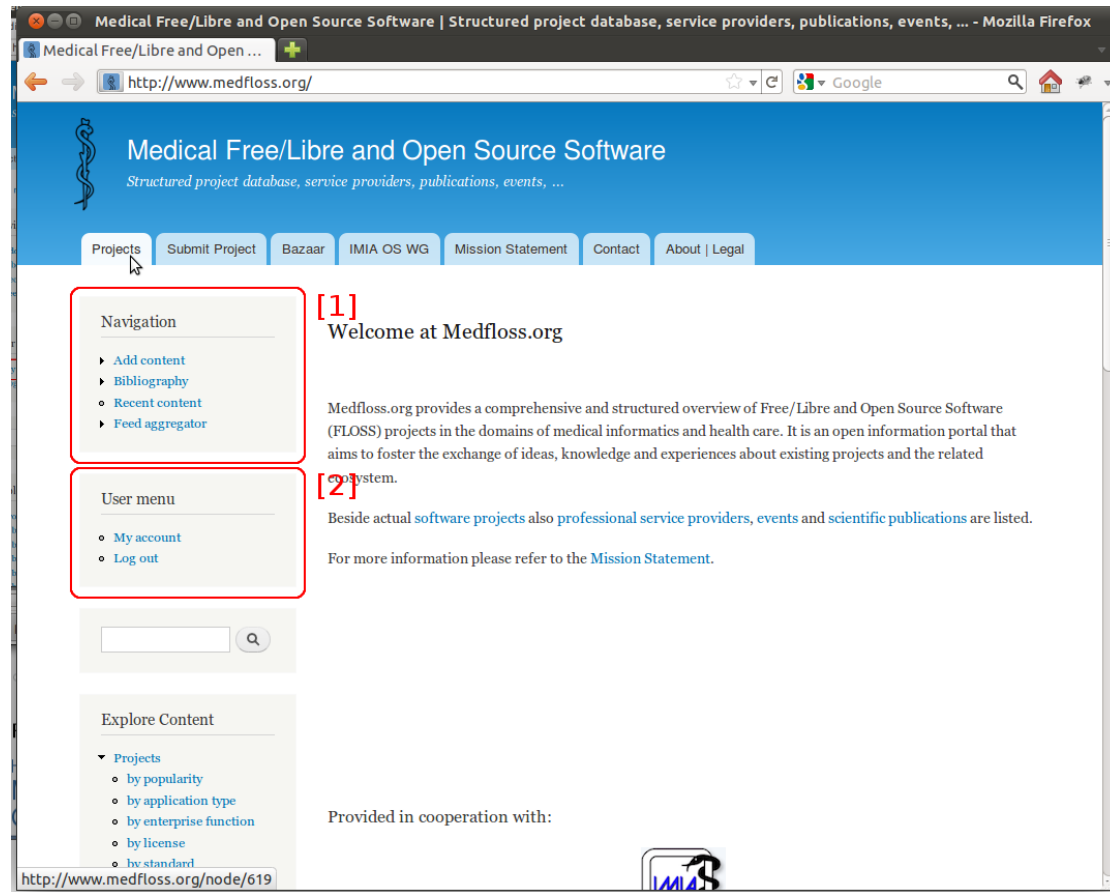 Medical Free/Libre and Open Source Software | Structured project database, service providers, publications, events, ... - Mozilla Firefox
Medical Free/Libre and Open ...
http://www.medfloss.org/
Google
Medical Free/Libre and Open Source Software
Structured project database, service providers, publications, events, ...
Projects Submit Project Bazaar IMIA OS WG Mission Statement Contact About | Legal
[1]
Navigation
Add content
Bibliography
Recent content
Feed aggregator
[2]
User menu
My account
Log out
Explore Content
Projects
by popularity
by application type
by enterprise function
by license
by standard
Welcome at Medfloss.org
Medfloss.org provides a comprehensive and structured overview of Free/Libre and Open Source Software
(FLOSS) projects in the domains of medical informatics and health care. It is an open information portal that
aims to foster the exchange of ideas, knowledge and experiences about existing projects and the related
ecosystem.
Beside actual software projects also professional service providers, events and scientific publications are listed.
For more information please refer to the Mission Statement.
Provided in cooperation with:
IMIA
http://www.medfloss.org/node/619